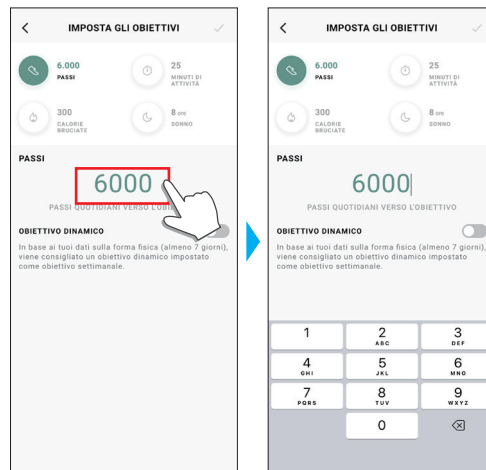 IMPOSTA GLI OBIETTIVI
6.000
PASSI
25
MINUTI DI
ATTIVITÀ
300
CALORIE
BRUCIATE
8 ore
SONNO
PASSI
6000
PASSI QUOTIDIANI VERSO L'OBI
OBIETTIVO DINAMICO
In base ai tuoi dati sulla forma fisica (almeno 7 giorni),
viene consigliato un obiettivo dinamico impostato
come obiettivo settimanale.
IMPOSTA GLI OBIETTIVI
6.000
PASSI
25
MINUTI DI
ATTIVITÀ
300
CALORIE
BRUCIATE
8 ore
SONNO
PASSI
6000
PASSI QUOTIDIANI VERSO L'OBIETTIVO
OBIETTIVO DINAMICO
In base ai tuoi dati sulla forma fisica (almeno 7 giorni),
viene consigliato un obiettivo dinamico impostato
come obiettivo settimanale.
1 2 3
ABC DEF
4 5 6
GHI JKL MNO
7 8 9
PQRS TUV WXYZ
0